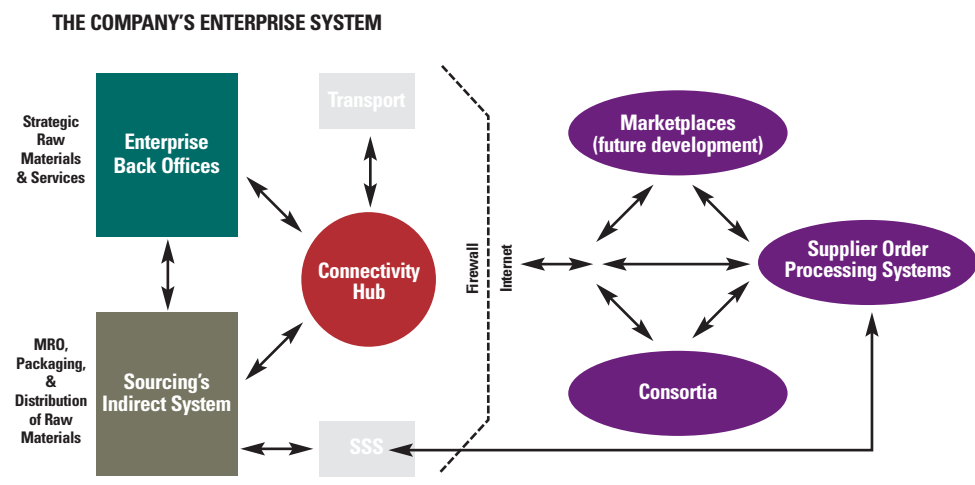 THE COMPANY'S ENTERPRISE SYSTEM
Strategic
Raw
Materials
& Services
Enterprise
Back Offices
Transport
Connectivity
Hub
MRO,
Packaging,
&
Distribution
of Raw
Materials
Sourcing's
Indirect System
SSS
Firewall
Internet
Marketplaces
(future development)
Supplier Order
Processing Systems
Consortia